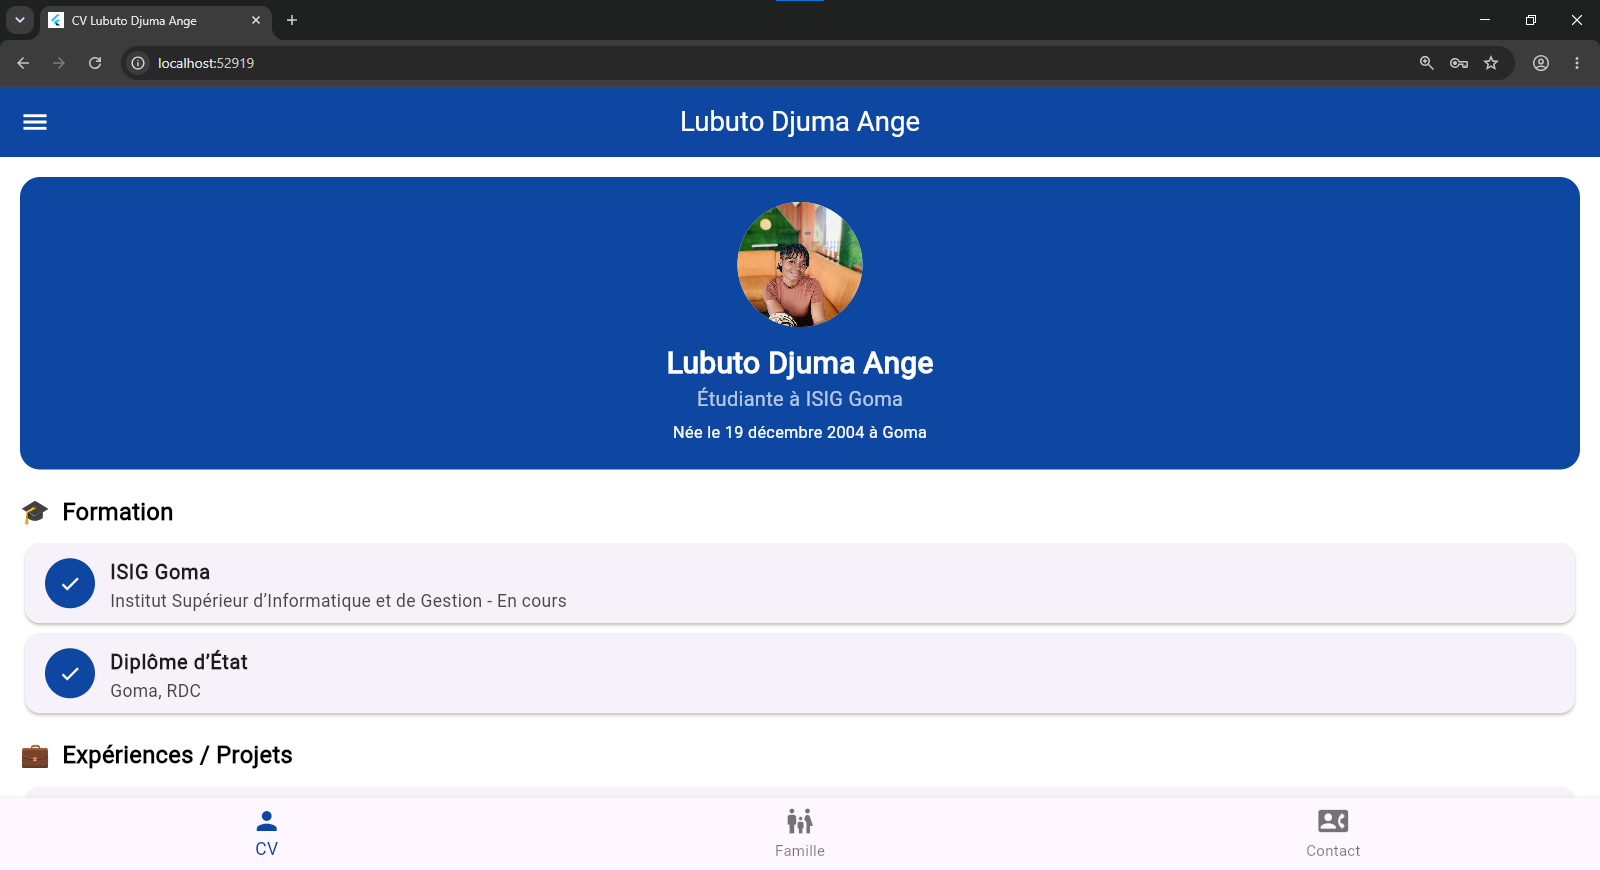 CV Lubuto Djuma Ange
localhost:52919
Lubuto Djuma Ange
Lubuto Djuma Ange
Étudiante à ISIG Goma
Née le 19 décembre 2004 à Goma
🎓 Formation
ISIG Goma
Institut Supérieur d’Informatique et de Gestion - En cours
Diplôme d’État
Goma, RDC
💼 Expériences / Projets
CV
Famille
Contact